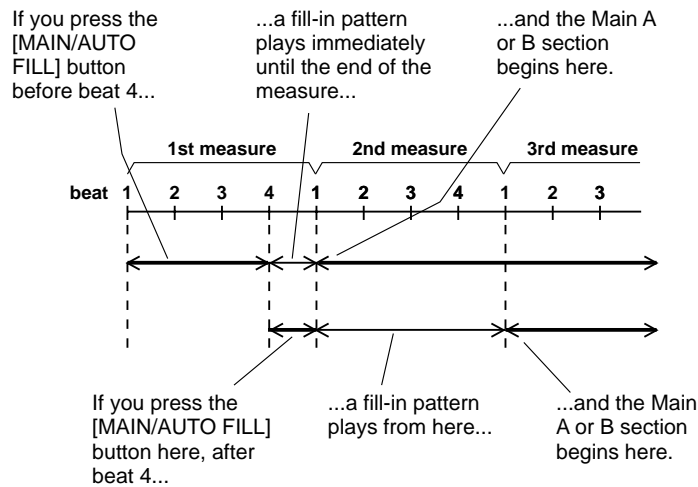 If you press the
[MAIN/AUTO
FILL] button
before beat 4...
...a fill-in pattern
plays immediately
until the end of the
measure...
...and the Main A
or B section
begins here.
1st measure 2nd measure 3rd measure
beat 1 2 3 4 1 2 3 4 1 2 3
If you press the
[MAIN/AUTO FILL]
button here, after
beat 4...
...a fill-in pattern
plays from here...
...and the Main
A or B section
begins here.